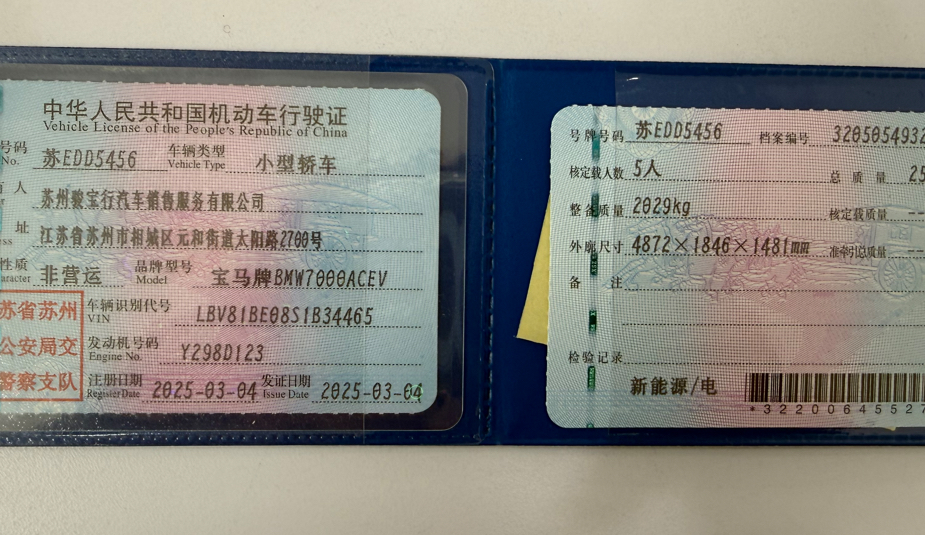 中华人民共和国机动车行驶证
Vehicle License of the People's Republic of China
号码 No. 苏EDD5456 车辆类型 Vehicle Type 小型轿车
人 苏州骏宝行汽车销售服务有限公司
址 ess 江苏省苏州市相城区元和街道太阳路2700号
性质 aracter 非营运 品牌型号 Model 宝马牌BMW7000ACEV
苏省苏州
公安局交
警察支队
车辆识别代号 VIN LBV81BE08S1B34465
发动机号码 Engine No. Y298D123
注册日期 Register Date 2025-03-04 发证日期 Issue Date 2025-03-04
号牌号码 苏EDD5456 档案编号 3205054932
核定载人数 5人 总质量 25
整备质量 2029kg 核定载质量 --
外廓尺寸 4872×1846×1481mm 准牵引总质量 --
备注
检验记录
新能源/电
*32200645527